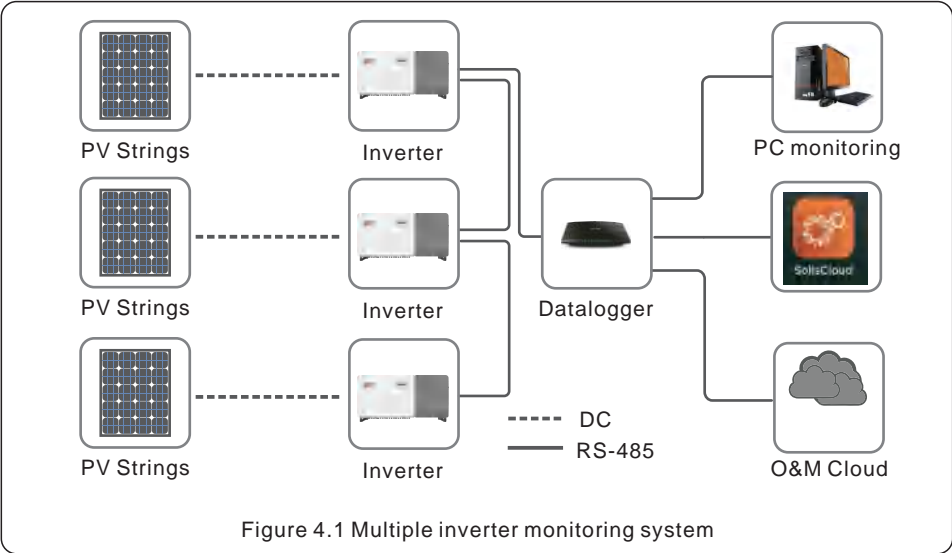 PV Strings
Inverter
PC monitoring
PV Strings
Inverter
Datalogger
SolisCloud
PV Strings
Inverter
DC
RS-485
O&M Cloud
Figure 4.1 Multiple inverter monitoring system